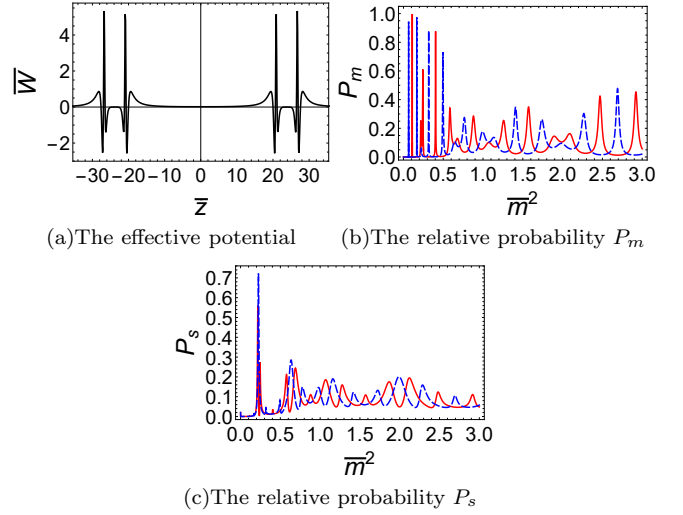 4
2
0
−2
W̅
−30 −20 −10 0 10 20 30
z̅
(a)The effective potential
1.0
0.8
0.6
0.4
0.2
0.0
P_m
0.0 0.5 1.0 1.5 2.0 2.5 3.0
m̅²
(b)The relative probability P_m
0.7
0.6
0.5
0.4
0.3
0.2
0.1
0.0
P_s
0.0 0.5 1.0 1.5 2.0 2.5 3.0
m̅²
(c)The relative probability P_s